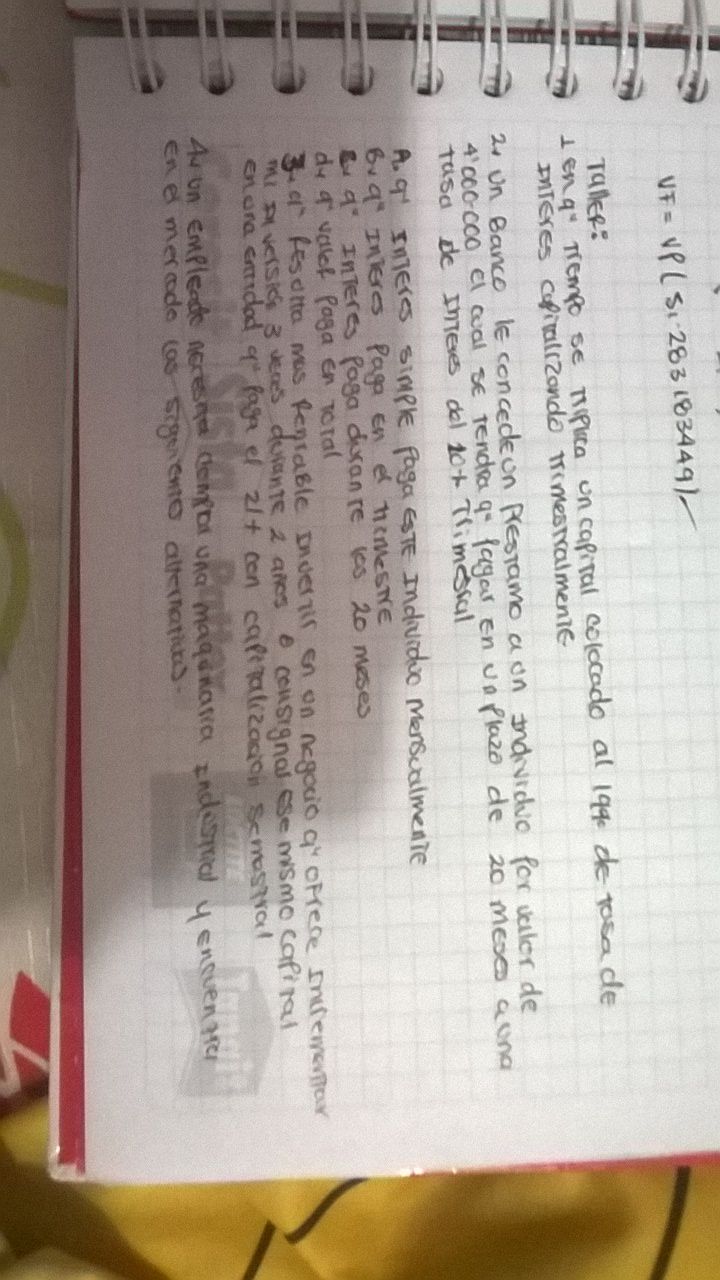 VF = VP ( 51.283183449)
Taller:
1 en q' tiempo se triplica un capital colocado al 19% de tasa de
interes capitalizando trimestralmente
2. un Banco le concede un prestamo a un individuo por valor de
4'000.000 el cual se tendra q' pagar en un plazo de 20 meses a una
tasa de interes del 10% trimestral
A. q' interes simple paga este individuo mensualmente
B. q' interes paga en el trimestre
C. q' interes paga durante los 20 meses
d. q' valor paga en total
3. q' resulta mas rentable invertir en un negocio q' ofrece incrementar
mi inversión 3 veces durante 2 años o consignar ese mismo capital
en una entidad q' paga el 21% con capitalización semestral
4. un empleado necesita compra una maquinaria industrial y encuentra
en el mercado las siguiento alternativas.